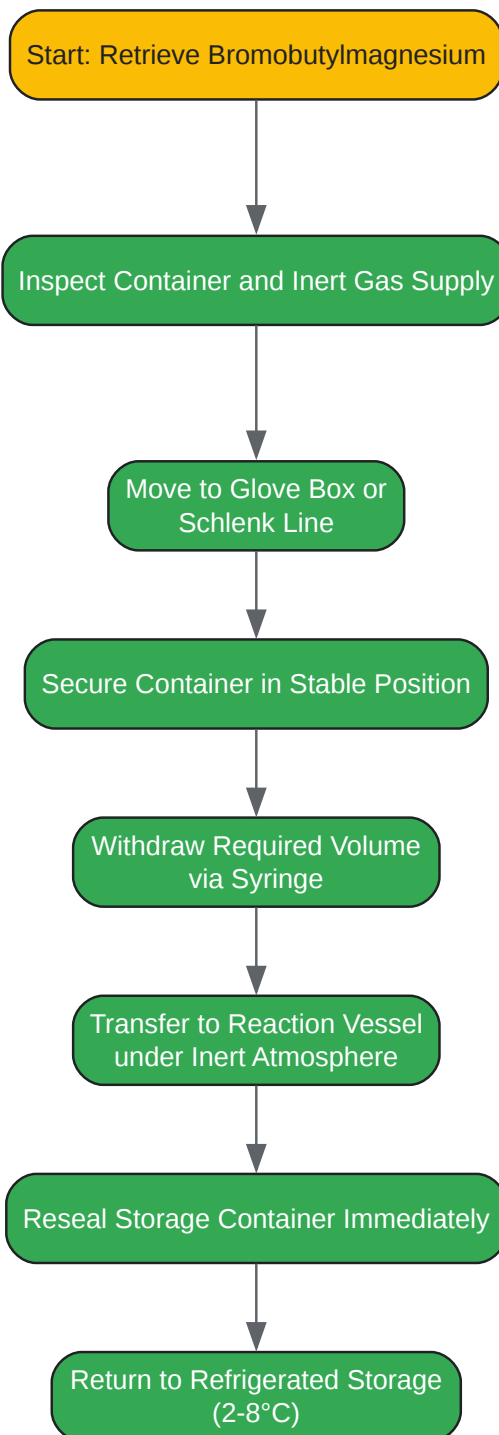 Start: Retrieve Bromobutylmagnesium
Inspect Container and Inert Gas Supply
Move to Glove Box or
Schlenk Line
Secure Container in Stable Position
Withdraw Required Volume
via Syringe
Transfer to Reaction Vessel
under Inert Atmosphere
Reseal Storage Container Immediately
Return to Refrigerated Storage
(2-8°C)